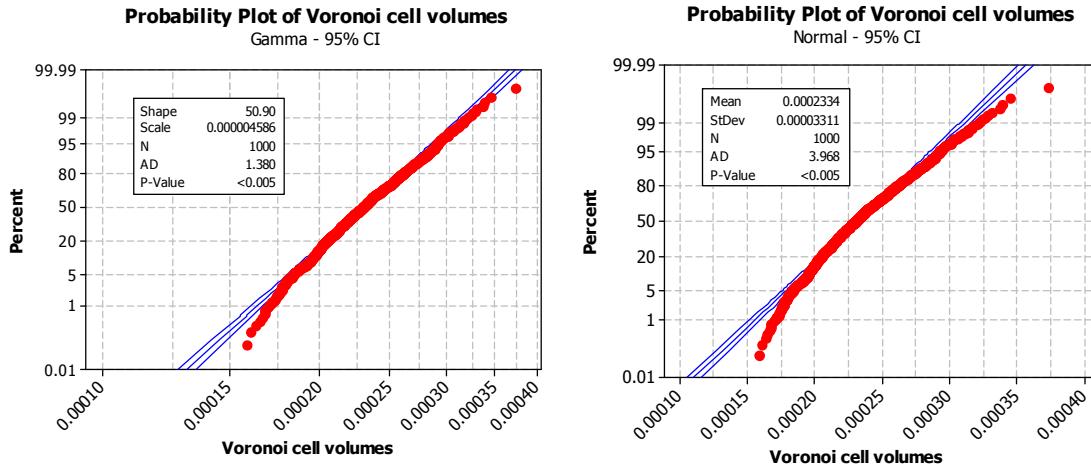 Probability Plot of Voronoi cell volumes
Gamma - 95% CI
99.99
99
95
80
50
20
5
1
0.01
Percent
Shape 50.90
Scale 0.000004586
N 1000
AD 1.380
P-Value <0.005
0.00010
0.00015
0.00020
0.00025
0.00030
0.00035
0.00040
Voronoi cell volumes
Probability Plot of Voronoi cell volumes
Normal - 95% CI
99.99
99
95
80
50
20
5
1
0.01
Percent
Mean 0.0002334
StDev 0.00003311
N 1000
AD 3.968
P-Value <0.005
0.00010
0.00015
0.00020
0.00025
0.00030
0.00035
0.00040
Voronoi cell volumes